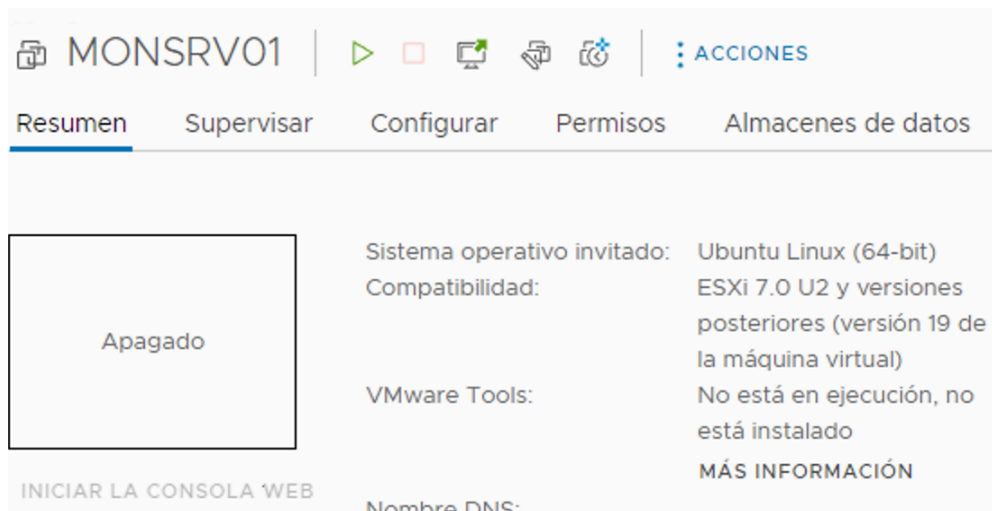 MONSRV01 ACCIONES
Resumen Supervisar Configurar Permisos Almacenes de datos
Apagado
INICIAR LA CONSOLA WEB
Sistema operativo invitado: Ubuntu Linux (64-bit)
Compatibilidad: ESXi 7.0 U2 y versiones
posteriores (versión 19 de
la máquina virtual)
VMware Tools: No está en ejecución, no
está instalado
MÁS INFORMACIÓN
Nombre DNS: